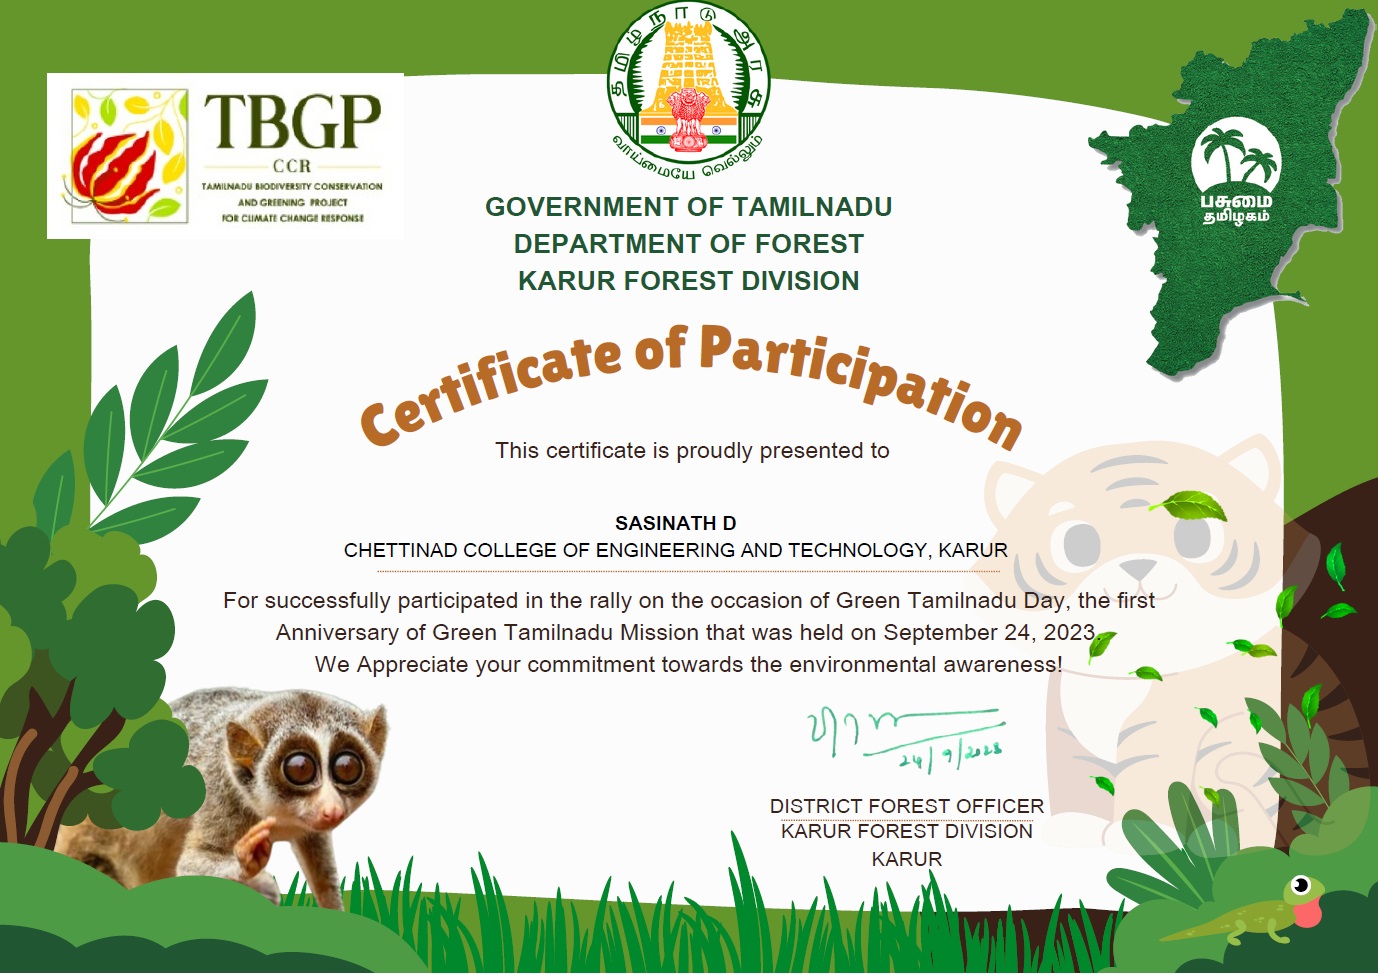 தமிழ்நாடு அரசு
வாய்மையே வெல்லும்
TBGP
CCR
TAMILNADU BIODIVERSITY CONSERVATION
AND GREENING PROJECT
FOR CLIMATE CHANGE RESPONSE
பசுமை
தமிழகம்
GOVERNMENT OF TAMILNADU
DEPARTMENT OF FOREST
KARUR FOREST DIVISION
Certificate of Participation
This certificate is proudly presented to
SASINATH D
CHETTINAD COLLEGE OF ENGINEERING AND TECHNOLOGY, KARUR
For successfully participated in the rally on the occasion of Green Tamilnadu Day, the first
Anniversary of Green Tamilnadu Mission that was held on September 24, 2023.
We Appreciate your commitment towards the environmental awareness!
24/9/2023
DISTRICT FOREST OFFICER
KARUR FOREST DIVISION
KARUR